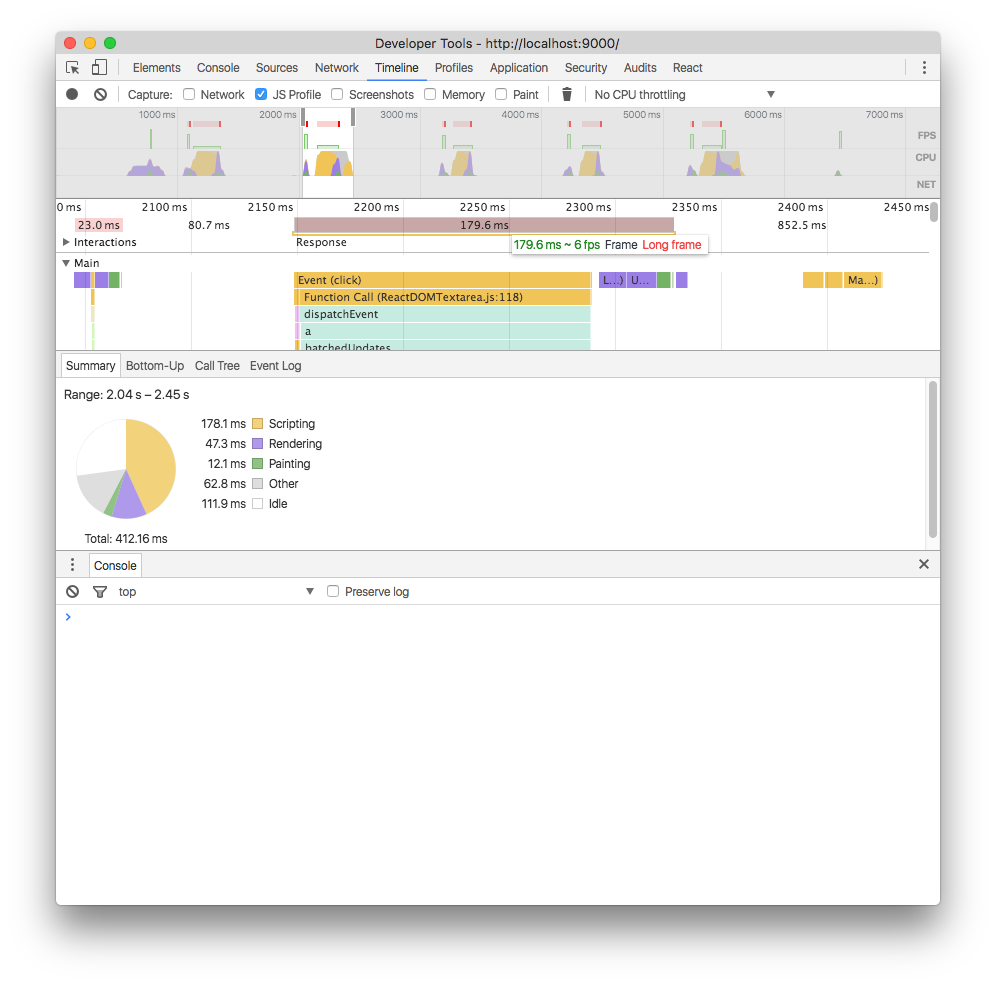 Developer Tools - http://localhost:9000/
Elements Console Sources Network Timeline Profiles Application Security Audits React
Capture: Network JS Profile Screenshots Memory Paint No CPU throttling
1000 ms 2000 ms 3000 ms 4000 ms 5000 ms 6000 ms 7000 ms
FPS
CPU
NET
0 ms 2100 ms 2150 ms 2200 ms 2250 ms 2300 ms 2350 ms 2400 ms 2450 ms
23.0 ms 80.7 ms 179.6 ms 852.5 ms
Interactions Response
179.6 ms ~ 6 fps Frame Long frame
Main
Event (click) L...) U... Ma...)
Function Call (ReactDOMTextarea.js:118)
dispatchEvent
a
batchedUpdates
Summary Bottom-Up Call Tree Event Log
Range: 2.04 s – 2.45 s
178.1 ms Scripting
47.3 ms Rendering
12.1 ms Painting
62.8 ms Other
111.9 ms Idle
Total: 412.16 ms
Console
top Preserve log